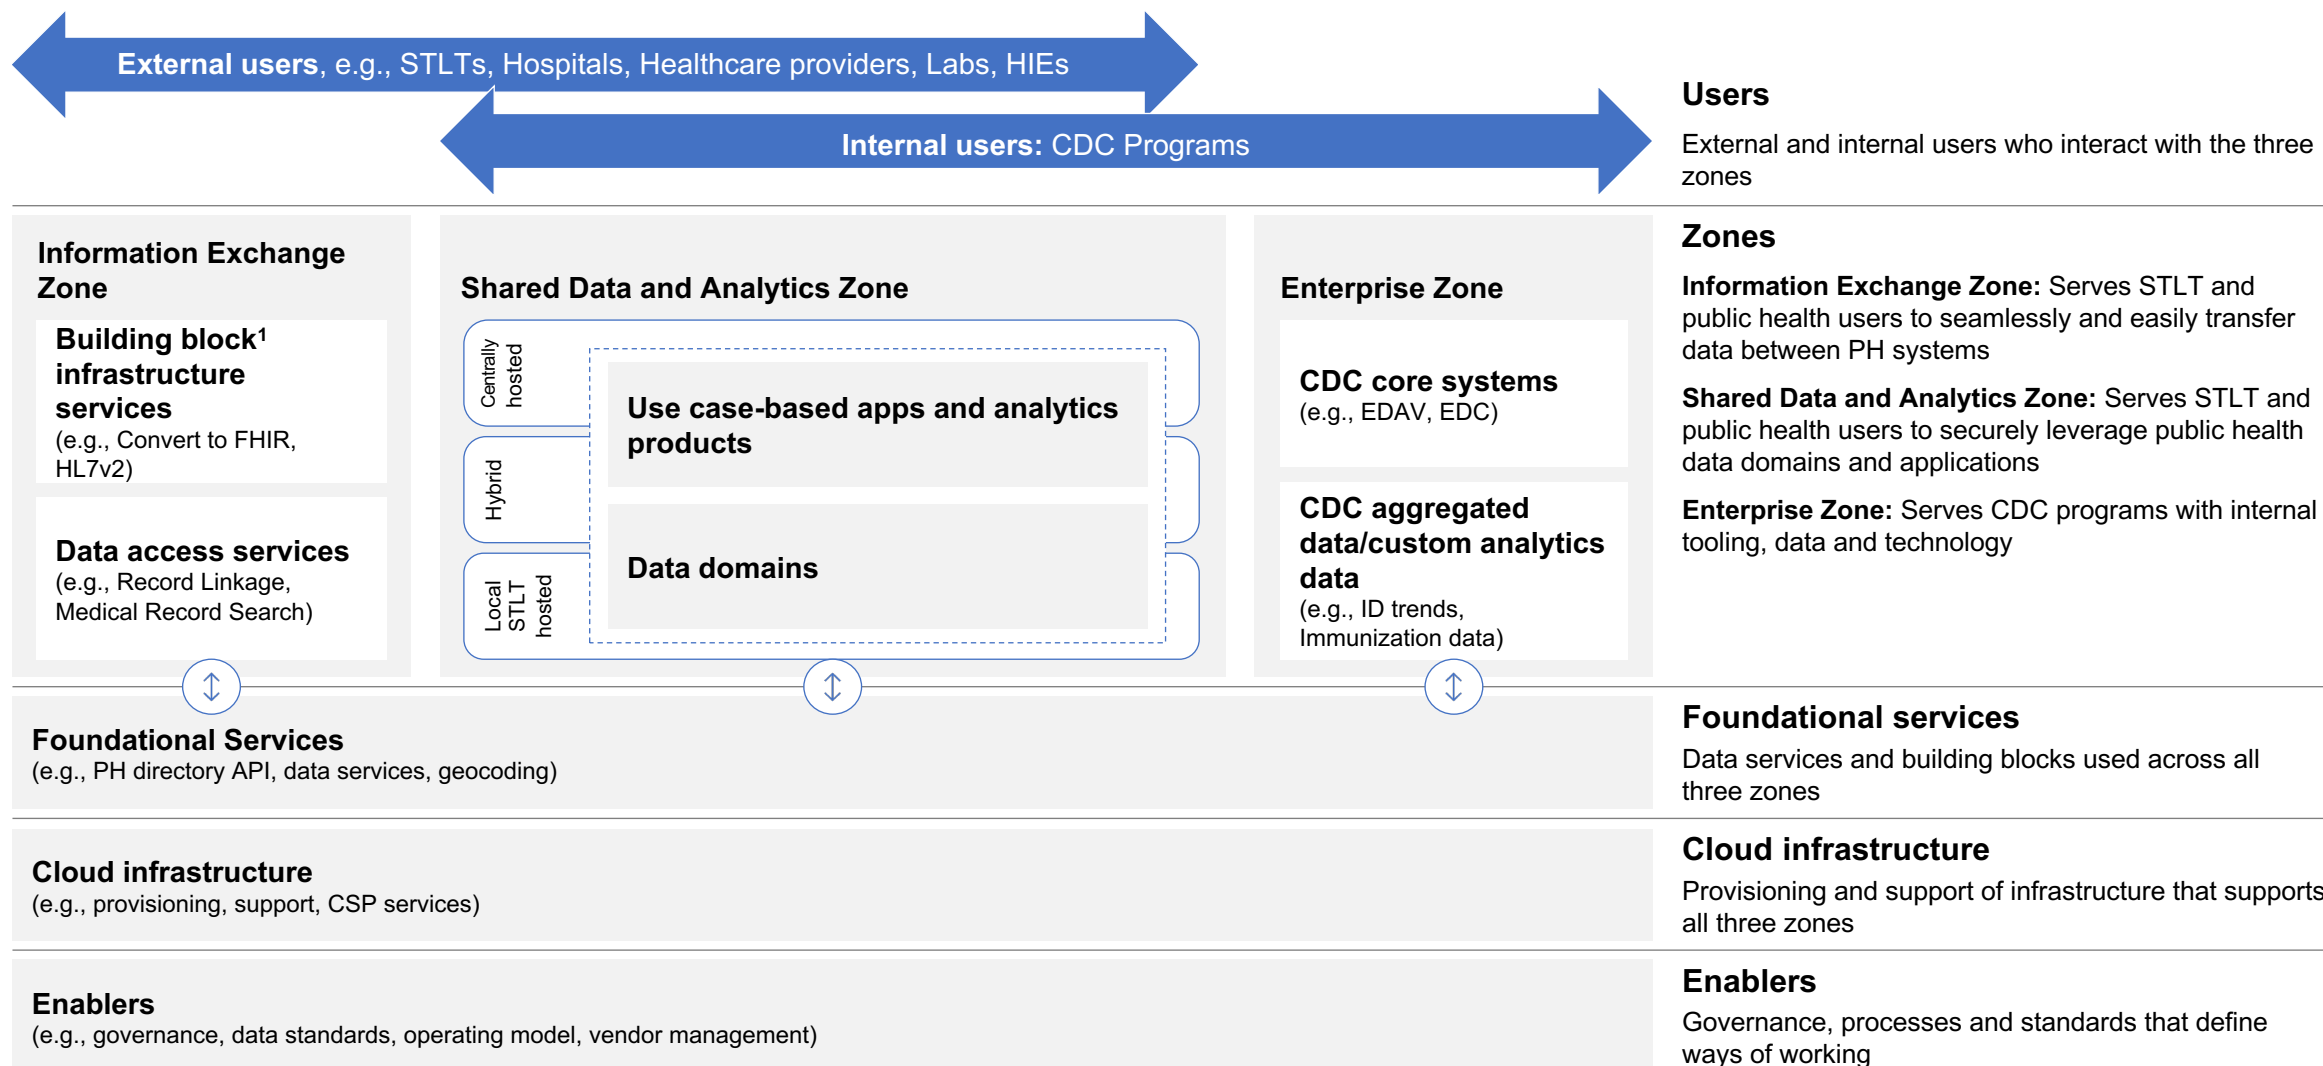 External users, e.g., STLTs, Hospitals, Healthcare providers, Labs, HIEs
Internal users: CDC Programs
Users
External and internal users who interact with the three
zones
Information Exchange
Zone
Building block¹
infrastructure
services
(e.g., Convert to FHIR,
HL7v2)
Data access services
(e.g., Record Linkage,
Medical Record Search)
Shared Data and Analytics Zone
Centrally
hosted
Hybrid
Local
STLT
hosted
Use case-based apps and analytics
products
Data domains
Enterprise Zone
CDC core systems
(e.g., EDAV, EDC)
CDC aggregated
data/custom analytics
data
(e.g., ID trends,
Immunization data)
Zones
Information Exchange Zone: Serves STLT and
public health users to seamlessly and easily transfer
data between PH systems
Shared Data and Analytics Zone: Serves STLT and
public health users to securely leverage public health
data domains and applications
Enterprise Zone: Serves CDC programs with internal
tooling, data and technology
Foundational Services
(e.g., PH directory API, data services, geocoding)
Foundational services
Data services and building blocks used across all
three zones
Cloud infrastructure
(e.g., provisioning, support, CSP services)
Cloud infrastructure
Provisioning and support of infrastructure that supports
all three zones
Enablers
(e.g., governance, data standards, operating model, vendor management)
Enablers
Governance, processes and standards that define
ways of working